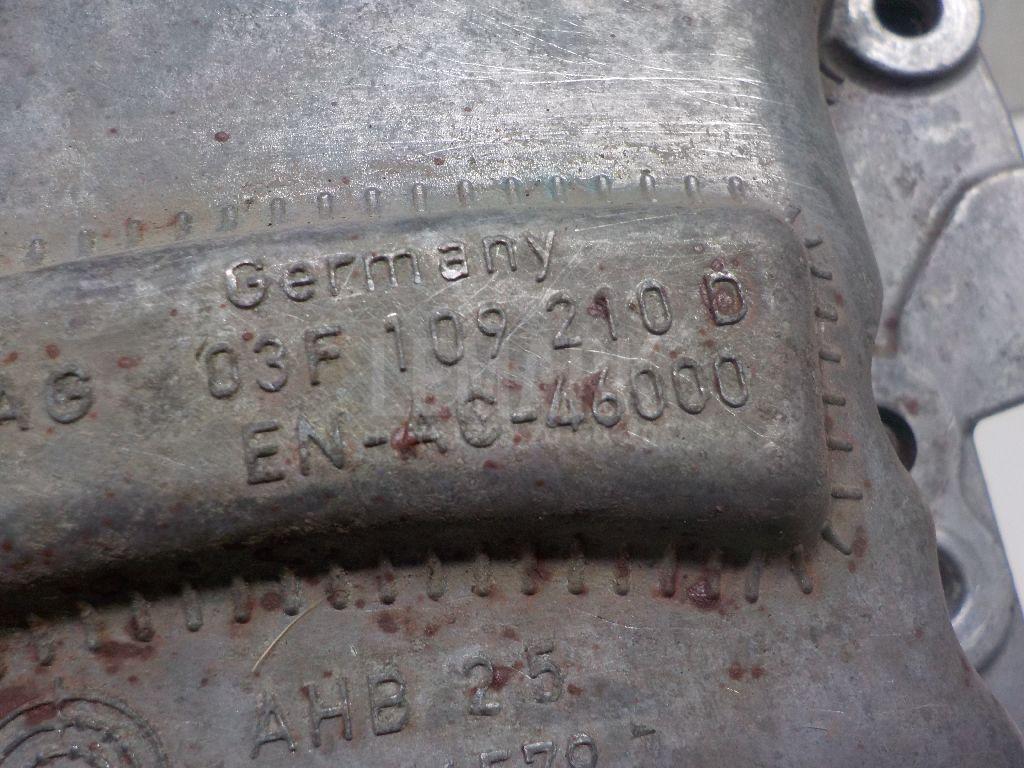 Germany
AG 03F 109 210 D
EN-AC-46000
AHB 25